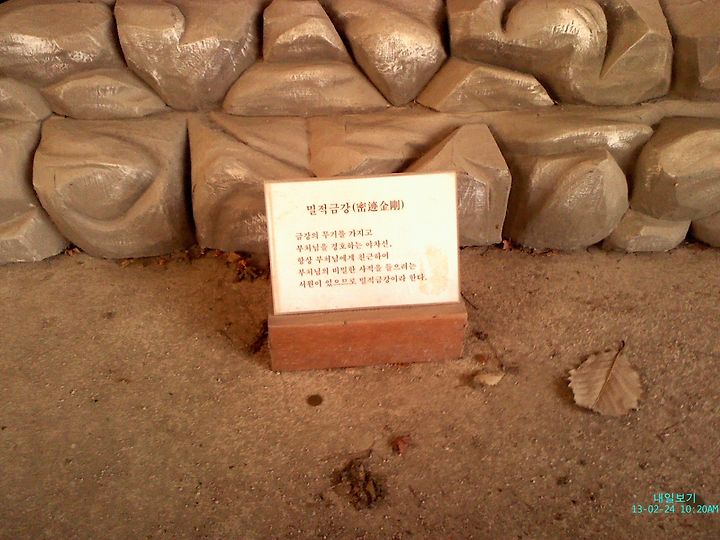 밀적금강(密迹金剛)
금강의 무기를 가지고
부처님을 경호하는 야차신,
항상 부처님에게 친근하여
부처님의 비밀한 사적을 들으려는
서원이 있으므로 밀적금강이라 한다.
내일보기
13-02-24 10:20AM